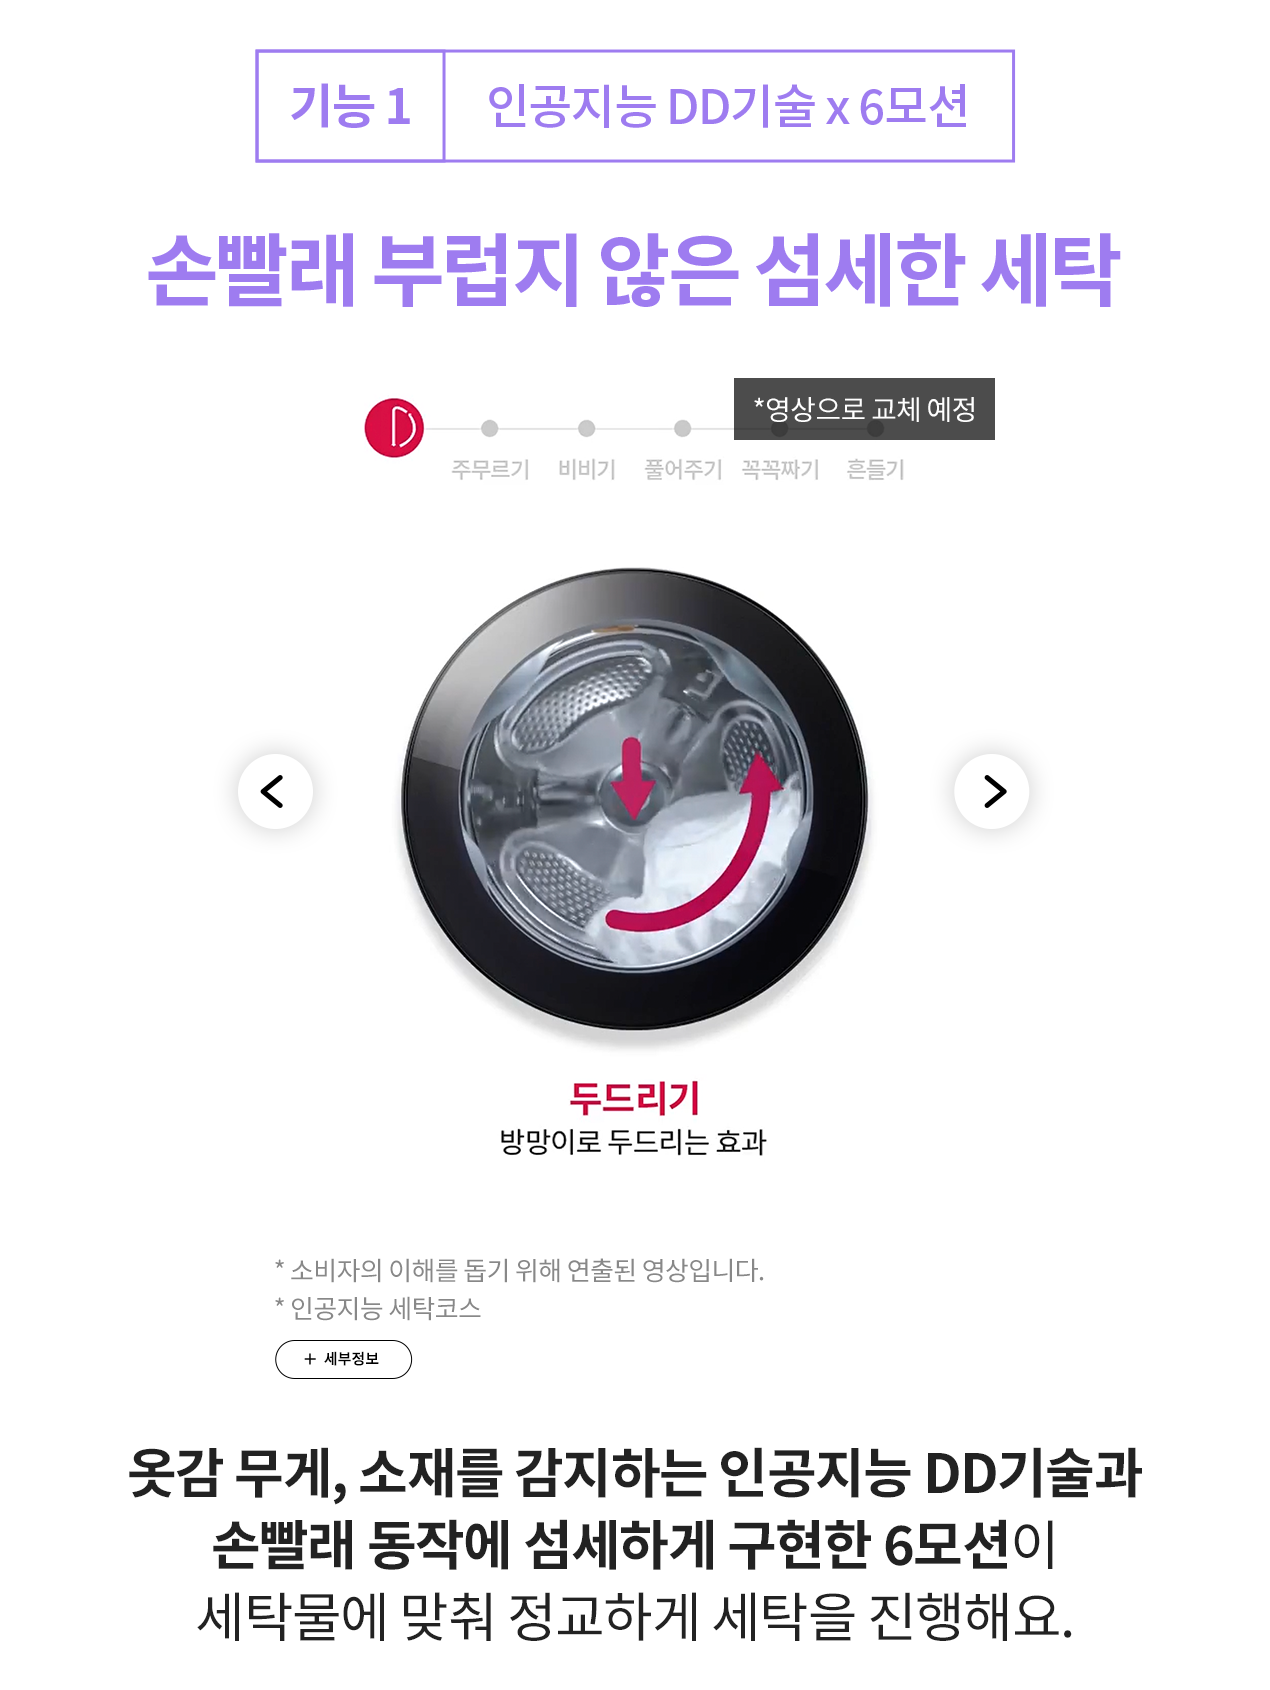 기능 1
인공지능 DD기술 x 6모션
손빨래 부럽지 않은 섬세한 세탁
*영상으로 교체 예정
주무르기 비비기 풀어주기 꼭꼭짜기 흔들기
두드리기
방망이로 두드리는 효과
* 소비자의 이해를 돕기 위해 연출된 영상입니다.
* 인공지능 세탁코스
+ 세부정보
옷감 무게, 소재를 감지하는 인공지능 DD기술과
손빨래 동작에 섬세하게 구현한 6모션이
세탁물에 맞춰 정교하게 세탁을 진행해요.